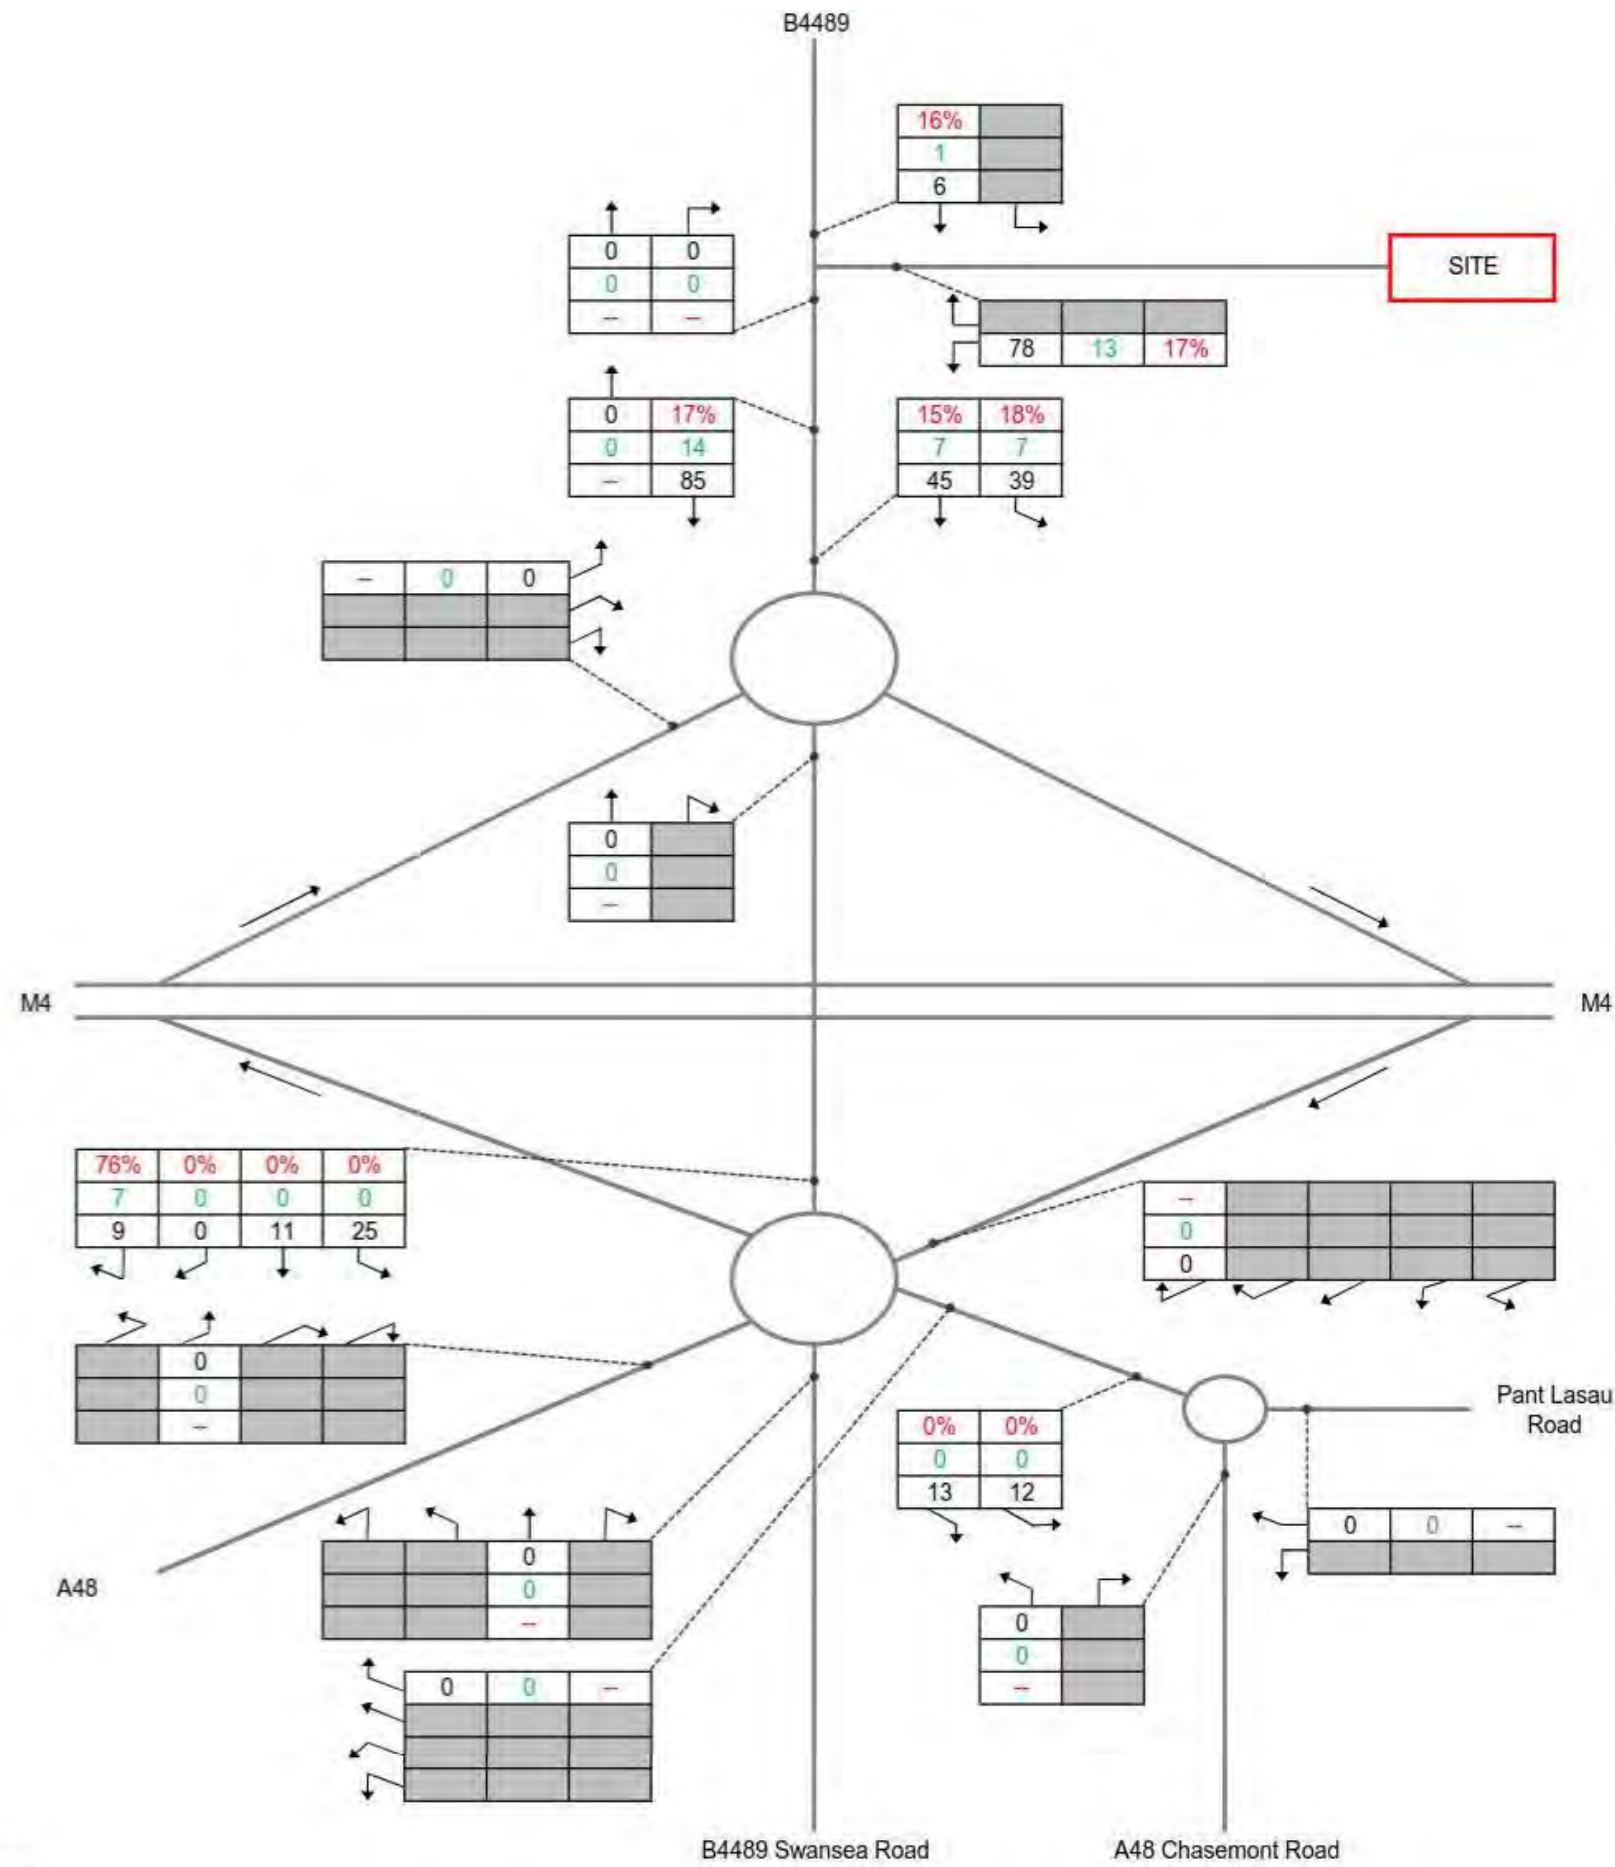 B4489
16%
1
6
0 0
0 0
-- --
SITE
78 13 17%
0 17%
0 14
-- 85
15% 18%
7 7
45 39
-- 0 0
0
0
--
M4
M4
76% 0% 0% 0%
7 0 0 0
9 0 11 25
--
0
0
0
0
--
Pant Lasau
Road
0% 0%
0 0
13 12
0 0 --
0
0
--
A48
0
0
--
0 0 --
B4489 Swansea Road
A48 Chasemont Road